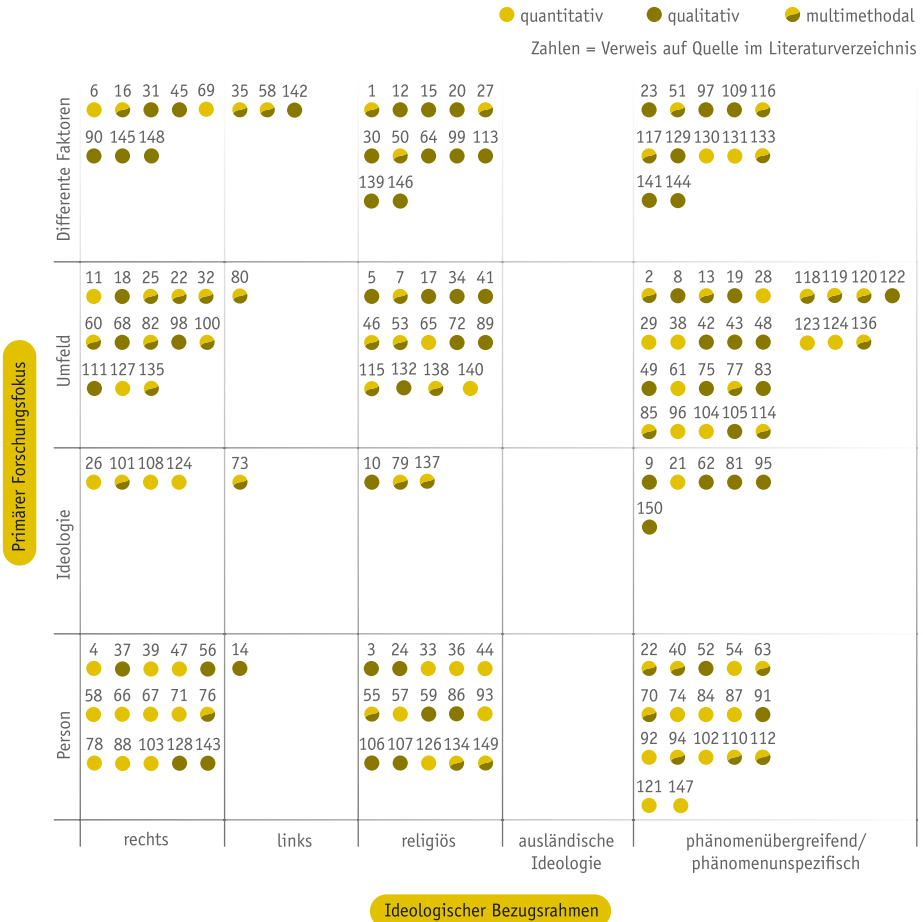 quantitativ qualitativ multimethodal
Zahlen = Verweis auf Quelle im Literaturverzeichnis
Primärer Forschungsfokus
Differente Faktoren
6 16 31 45 69
90 145 148
35 58 142
1 12 15 20 27
30 50 64 99 113
139 146
23 51 97 109 116
117 129 130 131 133
141 144
Umfeld
11 18 25 22 32
60 68 82 98 100
111 127 135
80
5 7 17 34 41
46 53 65 72 89
115 132 138 140
2 8 13 19 28 118 119 120 122
29 38 42 43 48 123 124 136
49 61 75 77 83
85 96 104 105 114
Ideologie
26 101 108 124
73
10 79 137
9 21 62 81 95
150
Person
4 37 39 47 56
58 66 67 71 76
78 88 103 128 143
14
3 24 33 36 44
55 57 59 86 93
106 107 126 134 149
22 40 52 54 63
70 74 84 87 91
92 94 102 110 112
121 147
rechts
links
religiös
ausländische
Ideologie
phänomenübergreifend/
phänomenunspezifisch
Ideologischer Bezugsrahmen